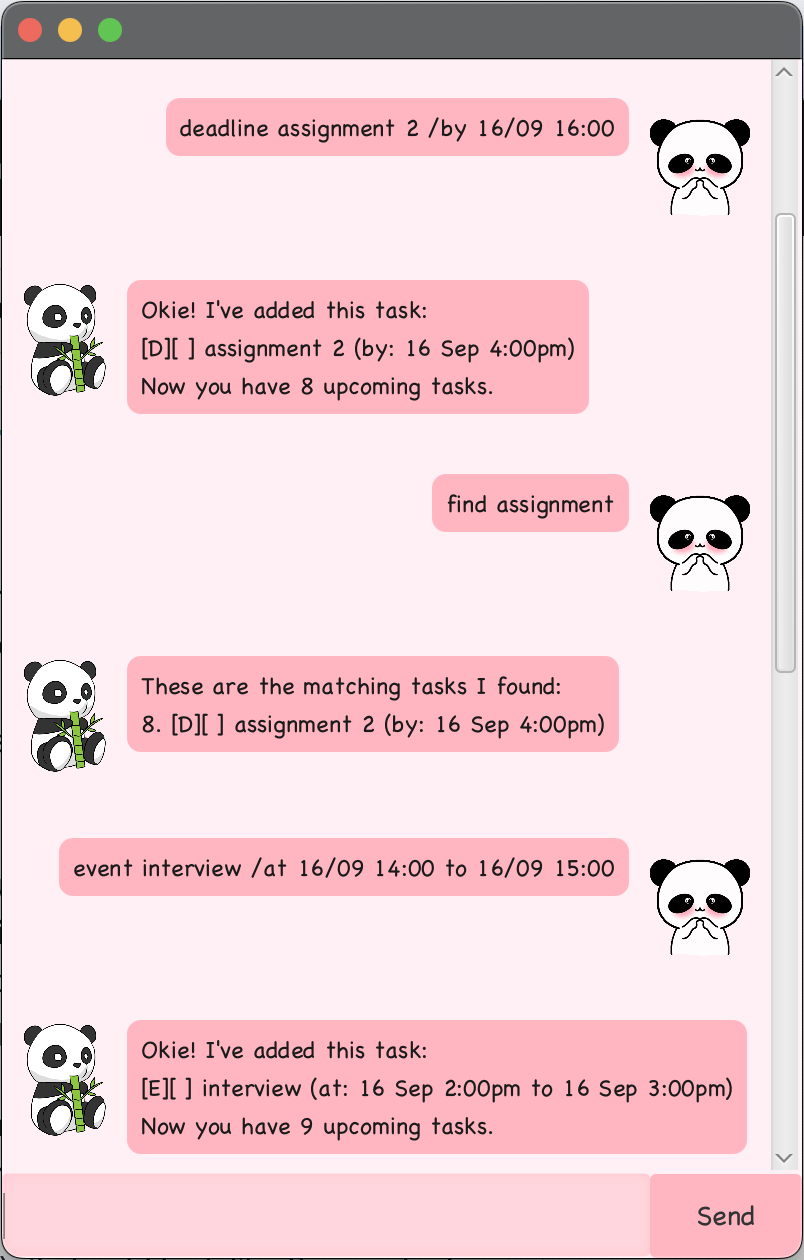 deadline assignment 2 /by 16/09 16:00
Okie! I've added this task:
[D][ ] assignment 2 (by: 16 Sep 4:00pm)
Now you have 8 upcoming tasks.
find assignment
These are the matching tasks I found:
8. [D][ ] assignment 2 (by: 16 Sep 4:00pm)
event interview /at 16/09 14:00 to 16/09 15:00
Okie! I've added this task:
[E][ ] interview (at: 16 Sep 2:00pm to 16 Sep 3:00pm)
Now you have 9 upcoming tasks.
Send